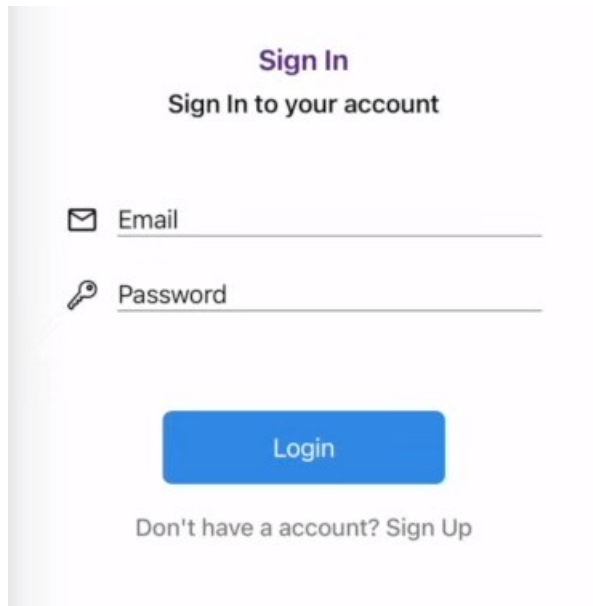 Sign In
Sign In to your account
Email
Password
Login
Don't have a account? Sign Up